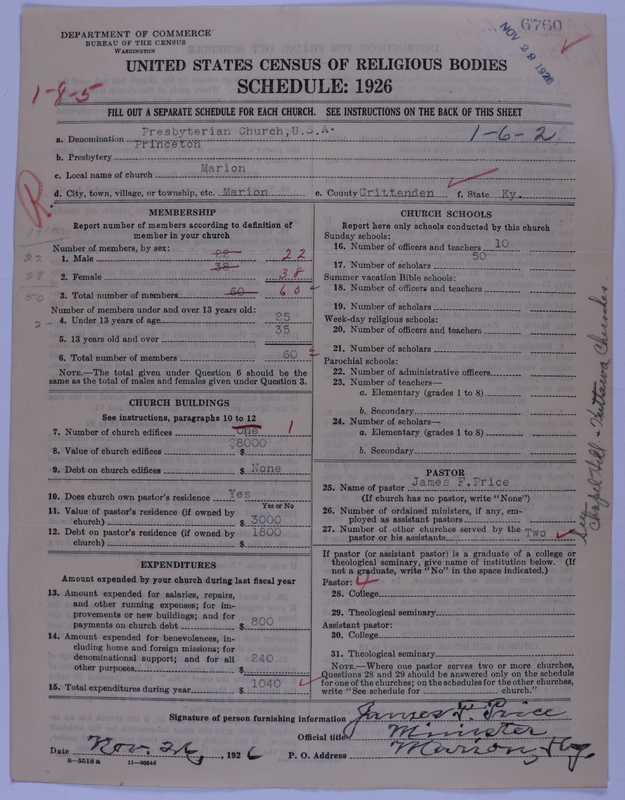 6760
NOV 29 1926
DEPARTMENT OF COMMERCE
BUREAU OF THE CENSUS
WASHINGTON
UNITED STATES CENSUS OF RELIGIOUS BODIES
SCHEDULE: 1926
1-8-5
FILL OUT A SEPARATE SCHEDULE FOR EACH CHURCH. SEE INSTRUCTIONS ON THE BACK OF THIS SHEET
a. Denomination Presbyterian Church, U.S.A. 1-6-2
b. Presbytery Princeton
c. Local name of church Marion
d. City, town, village, or township, etc. Marion e. County Crittenden f. State Ky.
R
MEMBERSHIP
Report number of members according to definition of
member in your church
Number of members, by sex:
1. Male 22 22
2. Female 38 38
3. Total number of members 60 60
Number of members under and over 13 years old:
4. Under 13 years of age 25
5. 13 years old and over 35
6. Total number of members 60
NOTE.—The total given under Question 6 should be the
same as the total of males and females given under Question 3.
CHURCH BUILDINGS
See instructions, paragraphs 10 to 12
7. Number of church edifices One 1
8. Value of church edifices $8000
9. Debt on church edifices $ None
10. Does church own pastor's residence Yes
Yes or No
11. Value of pastor's residence (if owned by
church) $ 3000
12. Debt on pastor's residence (if owned by
church) $ 1800
EXPENDITURES
Amount expended by your church during last fiscal year
13. Amount expended for salaries, repairs,
and other running expenses; for im-
provements or new buildings; and for
payments on church debt $ 800
14. Amount expended for benevolences, in-
cluding home and foreign missions; for
denominational support; and for all
other purposes $ 240
15. Total expenditures during year $ 1040
CHURCH SCHOOLS
Report here only schools conducted by this church
Sunday schools:
16. Number of officers and teachers 10
17. Number of scholars 50
Summer vacation Bible schools:
18. Number of officers and teachers
19. Number of scholars
Week-day religious schools:
20. Number of officers and teachers
21. Number of scholars
Parochial schools:
22. Number of administrative officers
23. Number of teachers—
a. Elementary (grades 1 to 8)
b. Secondary
24. Number of scholars—
a. Elementary (grades 1 to 8)
b. Secondary
PASTOR
25. Name of pastor James F. Price
(If church has no pastor, write "None")
26. Number of ordained ministers, if any, em-
ployed as assistant pastors
27. Number of other churches served by the
pastor or his assistants Two
If pastor (or assistant pastor) is a graduate of a college or
theological seminary, give name of institution below. (If
not a graduate, write "No" in the space indicated.)
Pastor:
28. College
29. Theological seminary
Assistant pastor:
30. College
31. Theological seminary
NOTE.—Where one pastor serves two or more churches,
Questions 28 and 29 should be answered only on the schedule
for one of the churches; on the schedules for the other churches,
write "See schedule for church."
Chapel Hill & Kuttawa Churches
Signature of person furnishing information James F. Price
Official title Minister
Date Nov. 26, 1926 P. O. Address Marion, Ky.
8—5518a 11—9584d